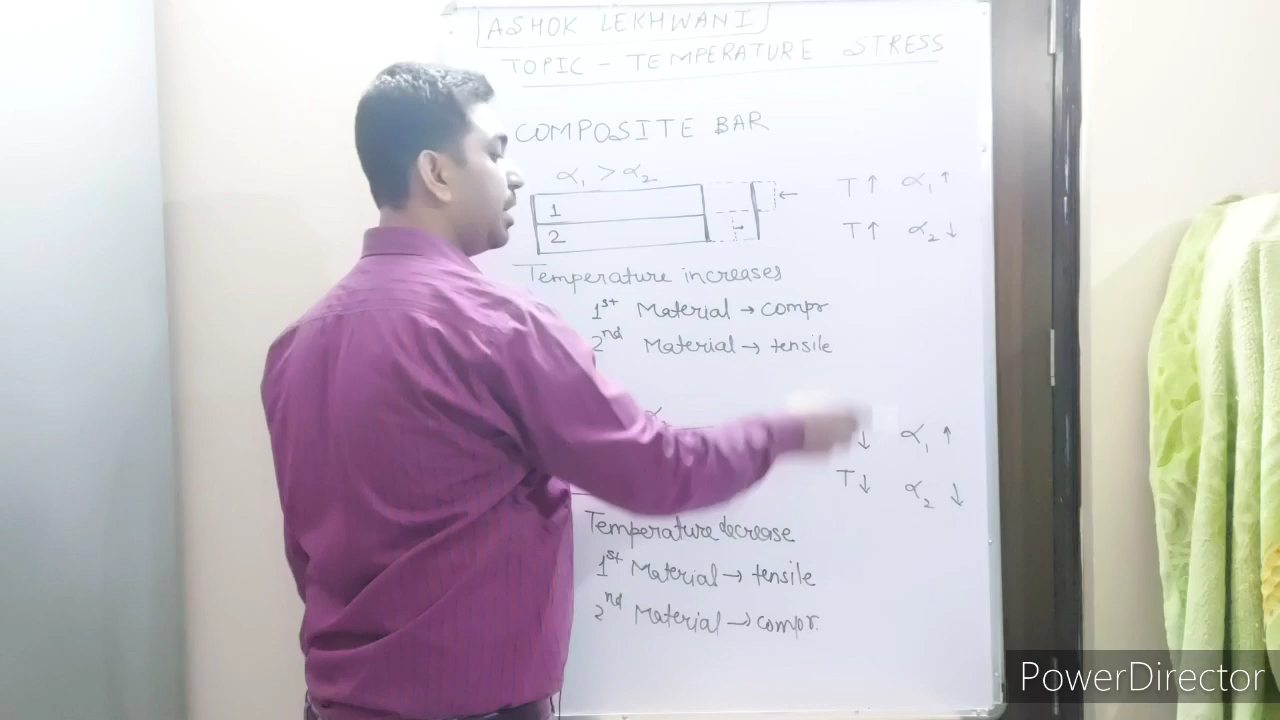 ASHOK LEKHWANI
TOPIC - TEMPERATURE STRESS
COMPOSITE BAR
α₁ > α₂
1
2
T↑ α₁↑
T↑ α₂↓
Temperature increases
1st Material → compr
2nd Material → tensile
↓ α₁ ↑
T↓ α₂ ↓
Temperature decrease
1st Material → tensile
2nd Material → compr.
PowerDirector